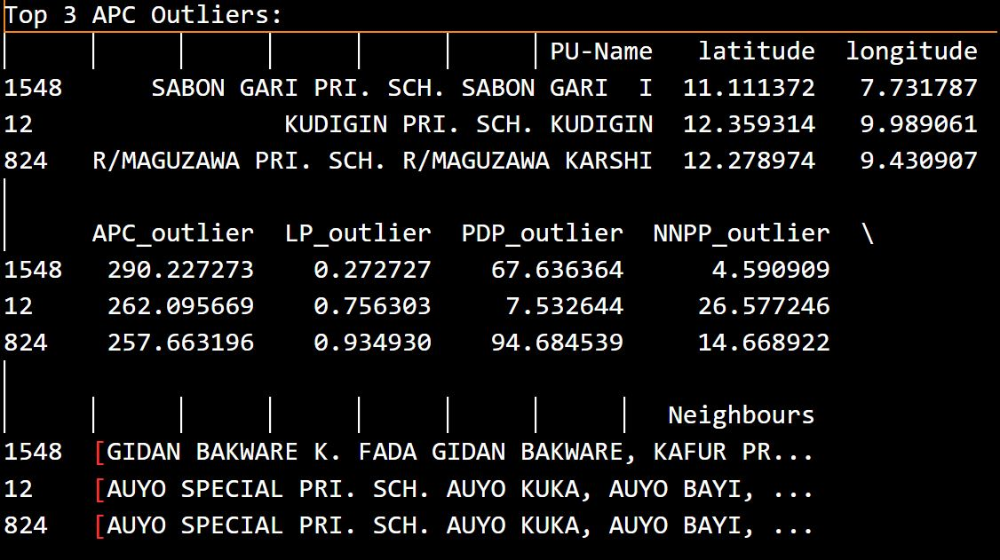 Top 3 APC Outliers:
PU-Name latitude longitude
1548 SABON GARI PRI. SCH. SABON GARI I 11.111372 7.731787
12 KUDIGIN PRI. SCH. KUDIGIN 12.359314 9.989061
824 R/MAGUZAWA PRI. SCH. R/MAGUZAWA KARSHI 12.278974 9.430907
APC_outlier LP_outlier PDP_outlier NNPP_outlier \
1548 290.227273 0.272727 67.636364 4.590909
12 262.095669 0.756303 7.532644 26.577246
824 257.663196 0.934930 94.684539 14.668922
Neighbours
1548 [GIDAN BAKWARE K. FADA GIDAN BAKWARE, KAFUR PR...
12 [AUYO SPECIAL PRI. SCH. AUYO KUKA, AUYO BAYI, ...
824 [AUYO SPECIAL PRI. SCH. AUYO KUKA, AUYO BAYI, ...